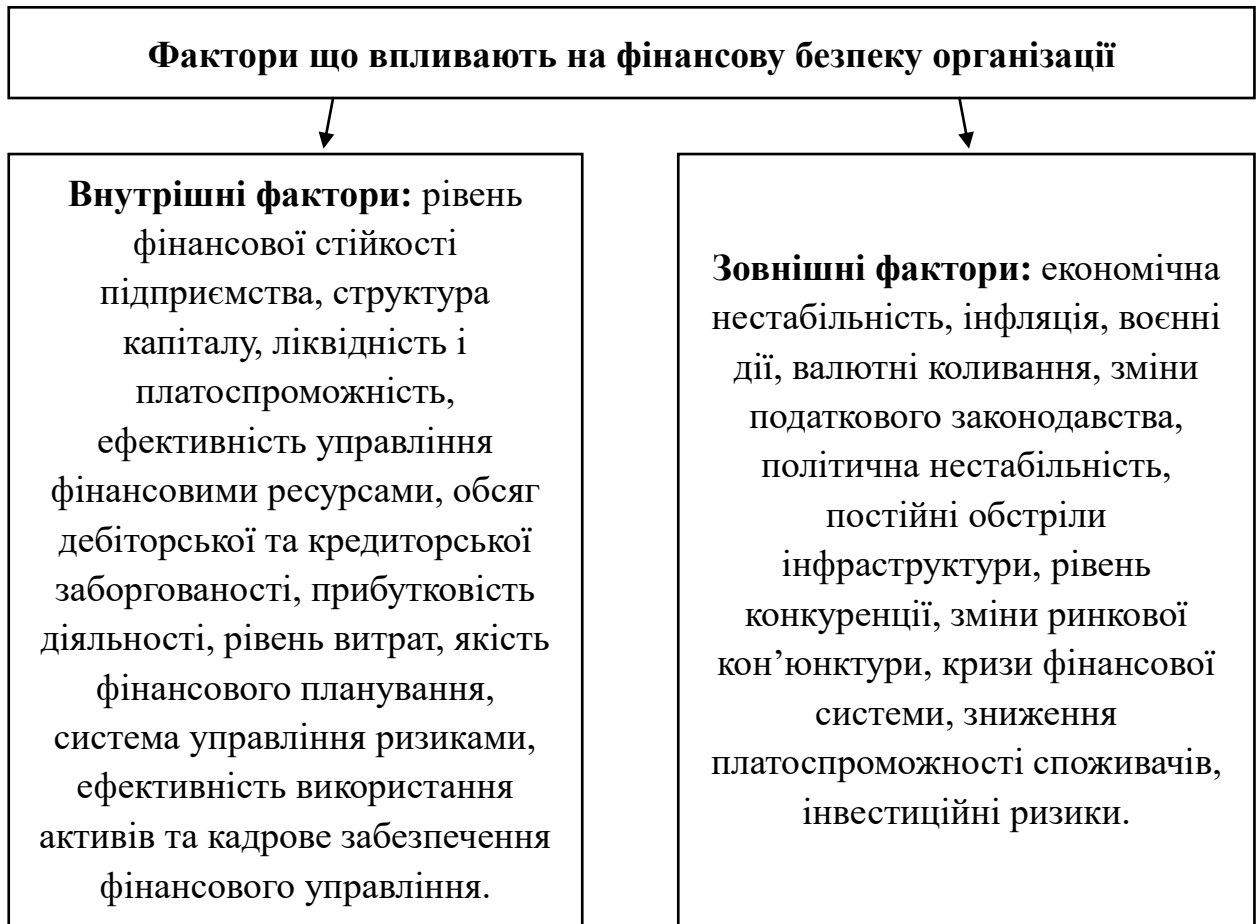 Фактори що впливають на фінансову безпеку організації
Внутрішні фактори: рівень
фінансової стійкості
підприємства, структура
капіталу, ліквідність і
платоспроможність,
ефективність управління
фінансовими ресурсами, обсяг
дебіторської та кредиторської
заборгованості, прибутковість
діяльності, рівень витрат, якість
фінансового планування,
система управління ризиками,
ефективність використання
активів та кадрове забезпечення
фінансового управління.
Зовнішні фактори: економічна
нестабільність, інфляція, воєнні
дії, валютні коливання, зміни
податкового законодавства,
політична нестабільність,
постійні обстріли
інфраструктури, рівень
конкуренції, зміни ринкової
кон’юнктури, кризи фінансової
системи, зниження
платоспроможності споживачів,
інвестиційні ризики.